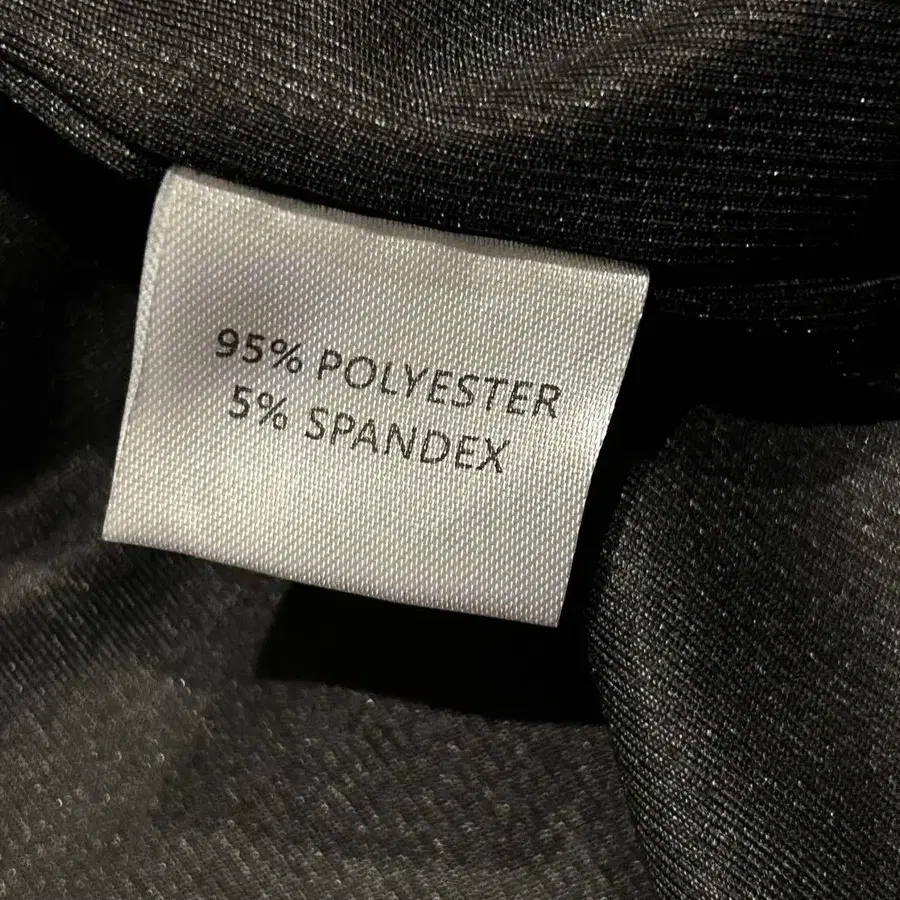 95% POLYESTER
5% SPANDEX